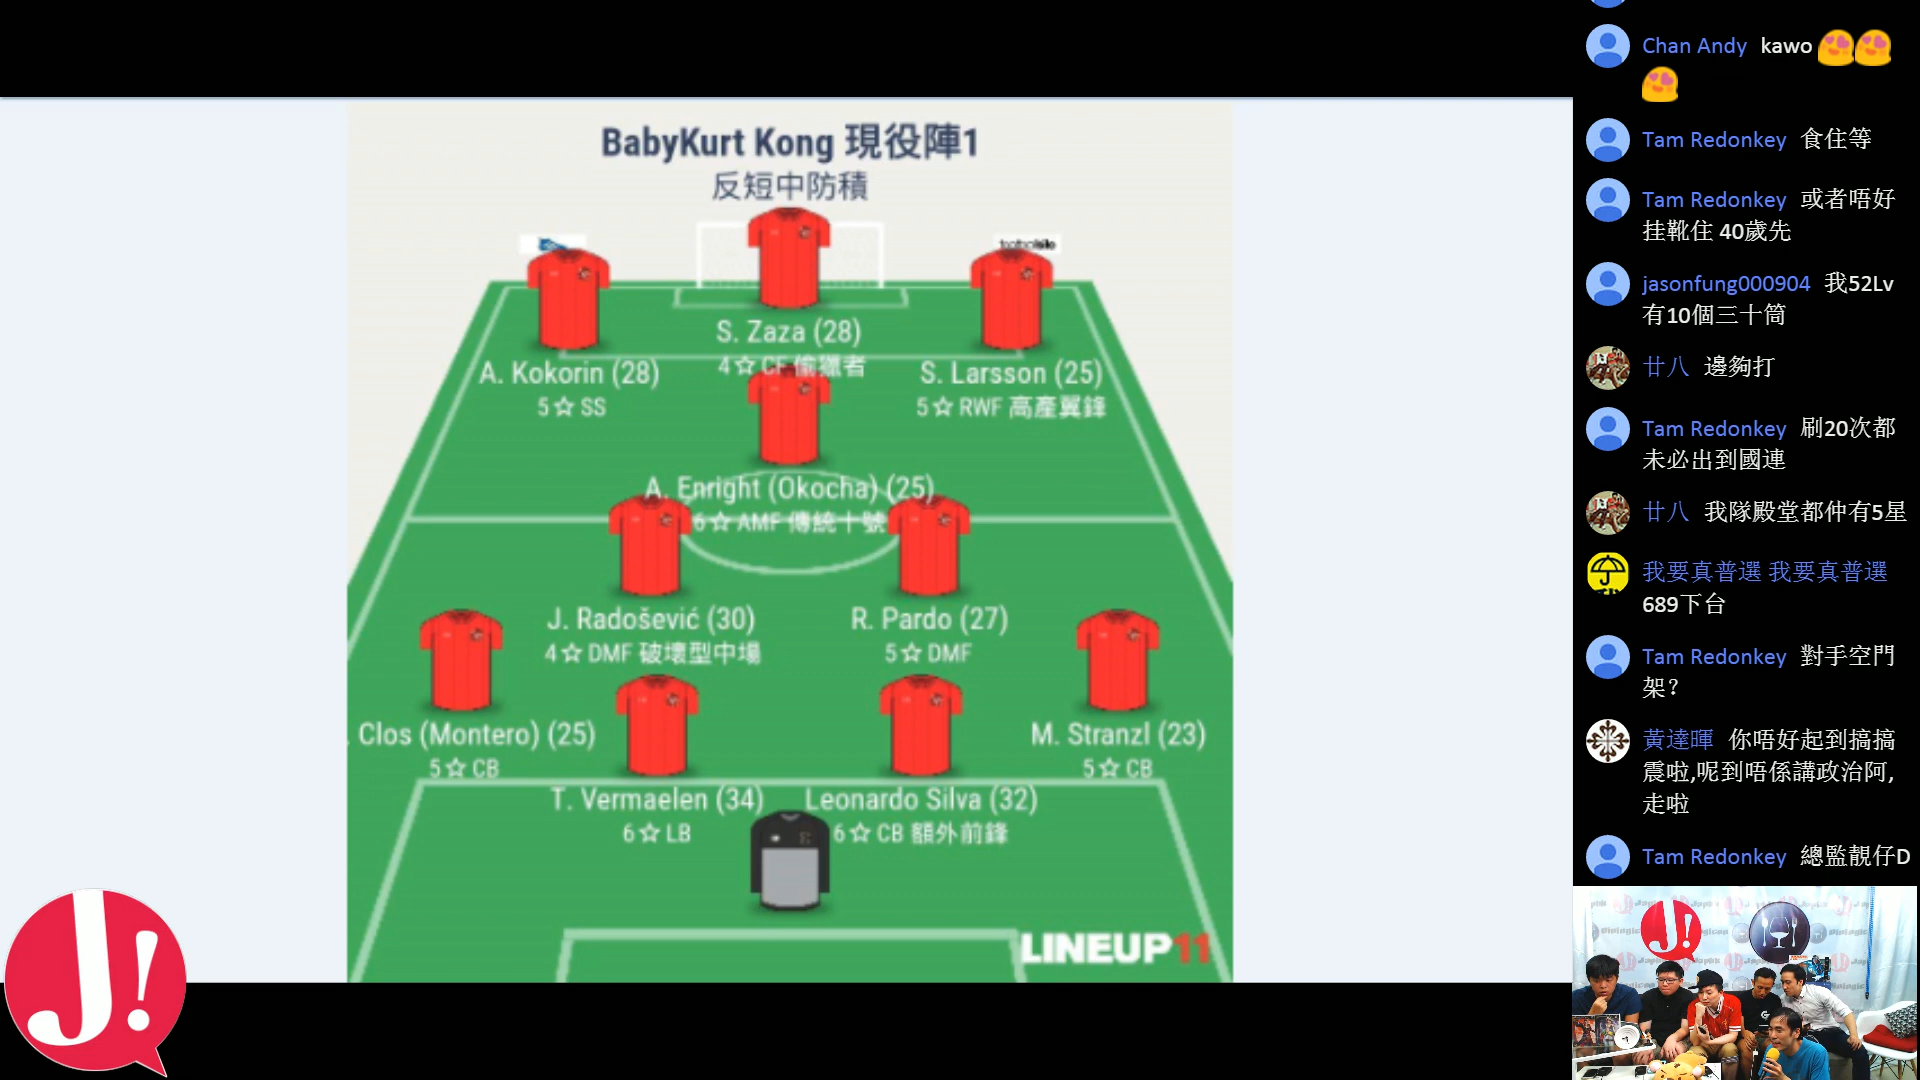 BabyKurt Kong 現役陣1
反短中防積
S. Zaza (28)
4☆ CF 偷獵者
A. Kokorin (28)
5☆ SS
S. Larsson (25)
5☆ RWF 高產翼鋒
A. Enright (Okocha) (25)
6☆ AMF 傳統十號
J. Radošević (30)
4☆ DMF 破壞型中場
R. Pardo (27)
5☆ DMF
. Clos (Montero) (25)
5☆ CB
M. Stranzl (23)
5☆ CB
T. Vermaelen (34)
6☆ LB
Leonardo Silva (32)
6☆ CB 額外前鋒
LINEUP11
J!
Chan Andy kawo 😍😍
😍
Tam Redonkey 食住等
Tam Redonkey 或者唔好
挂靴住 40歲先
jasonfung000904 我52Lv
有10個三十筒
廿八 邊夠打
Tam Redonkey 刷20次都
未必出到國連
廿八 我隊殿堂都仲有5星
我要真普選 我要真普選
689下台
Tam Redonkey 對手空門
架?
黃達暉 你唔好起到搞搞
震啦,呢到唔係講政治阿,
走啦
Tam Redonkey 總監靚仔D
J!